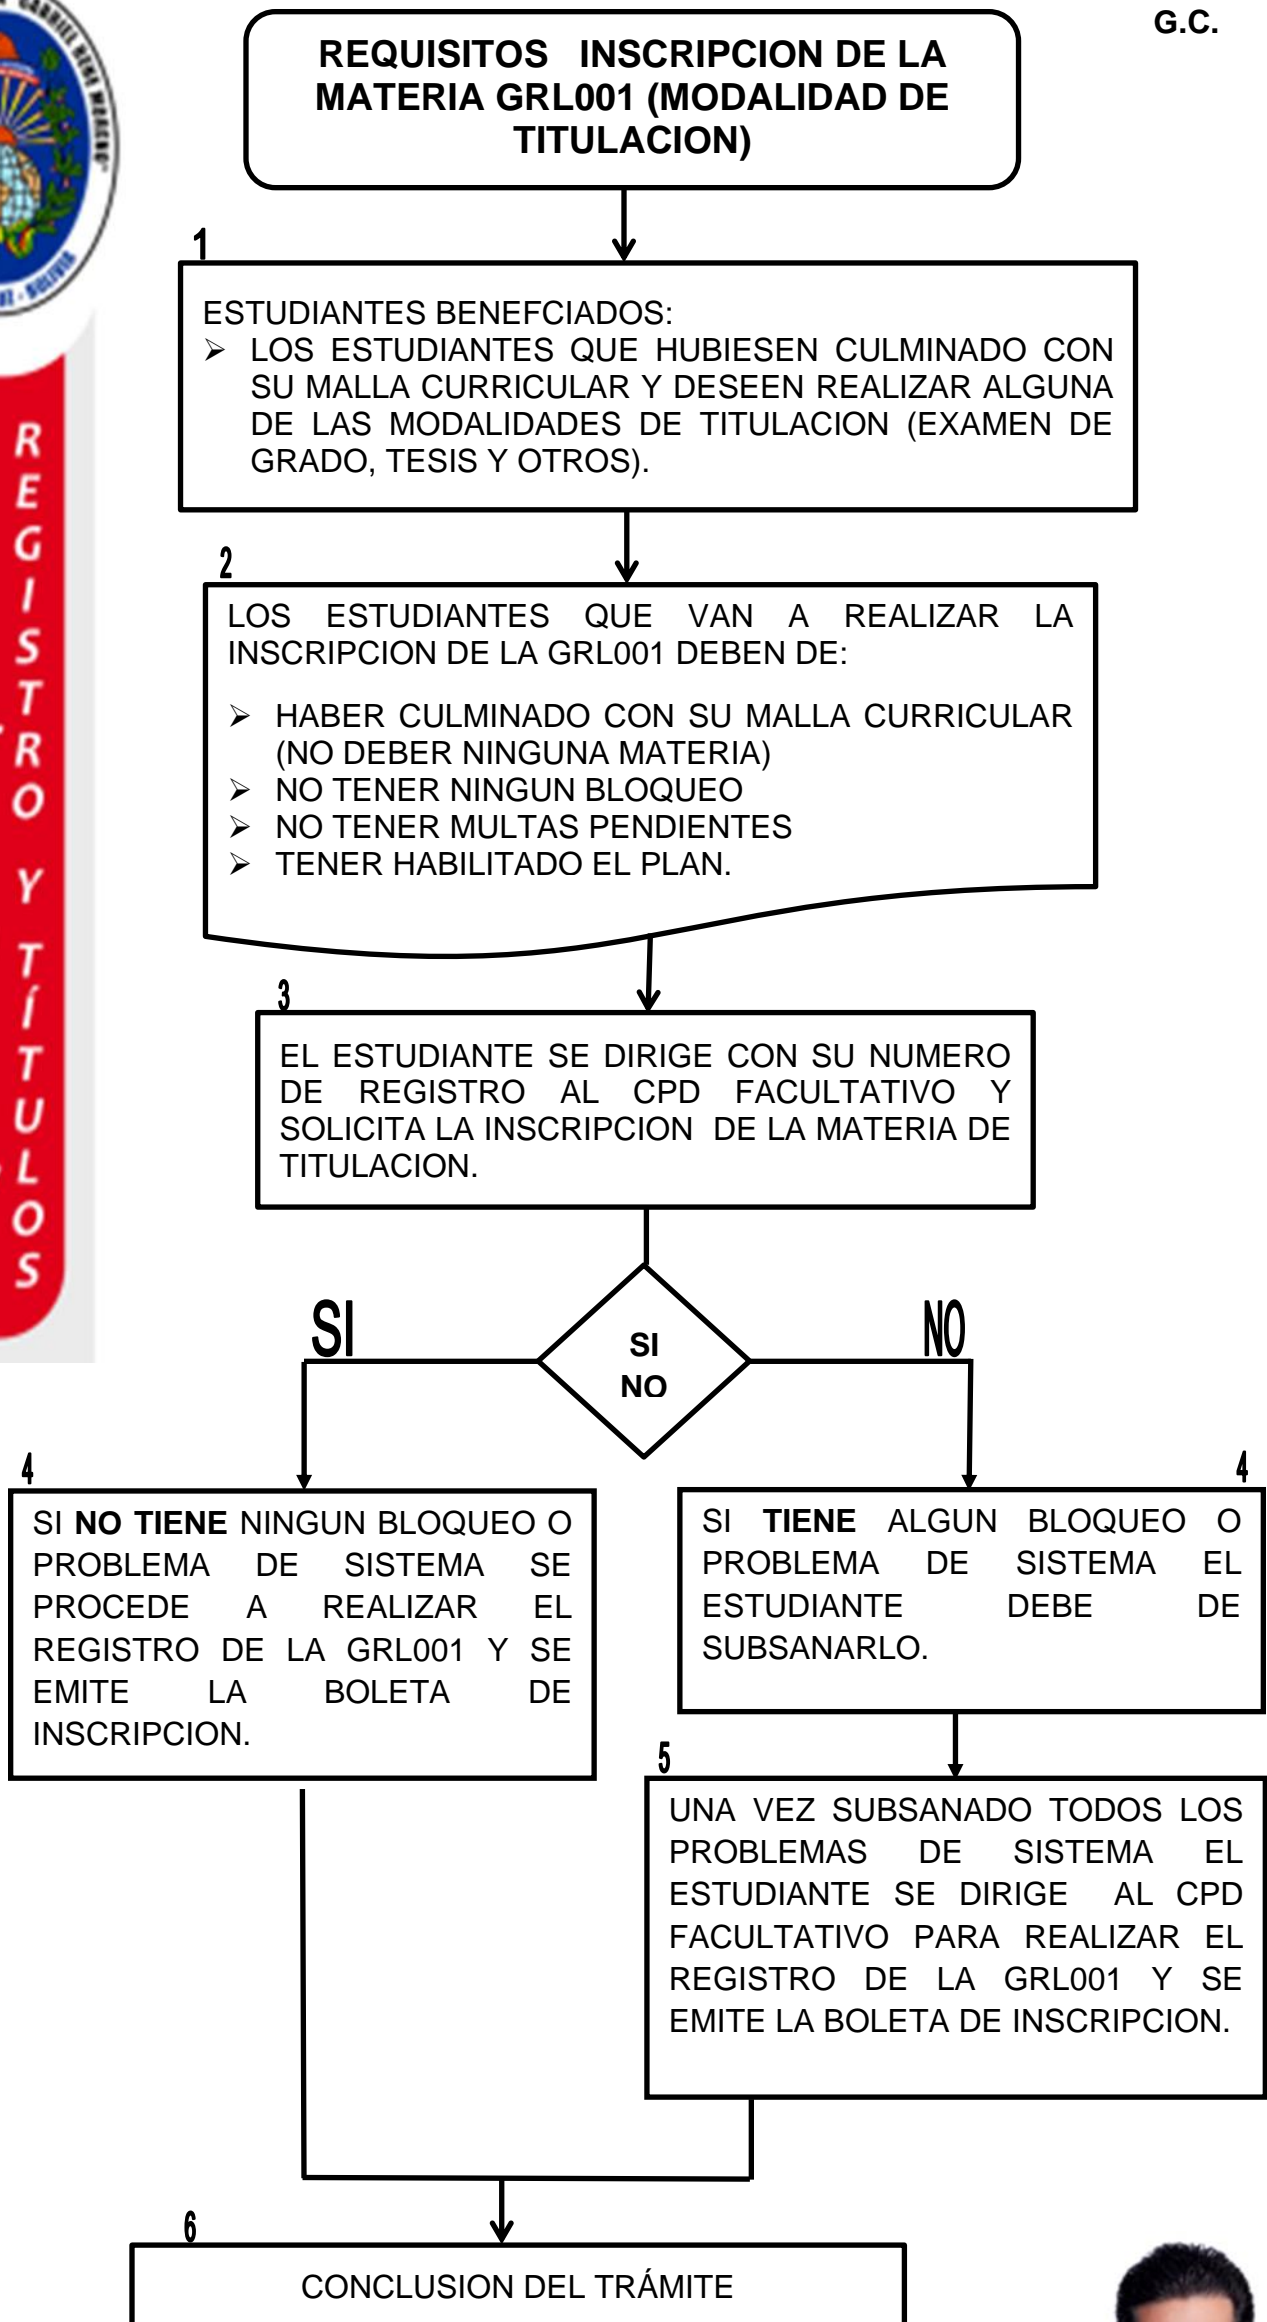 G.C.
GABRIEL RENE MORENO"
BOLIVIA
REGISTRO Y TÍTULOS
REQUISITOS INSCRIPCION DE LA
MATERIA GRL001 (MODALIDAD DE
TITULACION)
1
ESTUDIANTES BENEFCIADOS:
➢ LOS ESTUDIANTES QUE HUBIESEN CULMINADO CON
SU MALLA CURRICULAR Y DESEEN REALIZAR ALGUNA
DE LAS MODALIDADES DE TITULACION (EXAMEN DE
GRADO, TESIS Y OTROS).
2
LOS ESTUDIANTES QUE VAN A REALIZAR LA
INSCRIPCION DE LA GRL001 DEBEN DE:
➢ HABER CULMINADO CON SU MALLA CURRICULAR
(NO DEBER NINGUNA MATERIA)
➢ NO TENER NINGUN BLOQUEO
➢ NO TENER MULTAS PENDIENTES
➢ TENER HABILITADO EL PLAN.
3
EL ESTUDIANTE SE DIRIGE CON SU NUMERO
DE REGISTRO AL CPD FACULTATIVO Y
SOLICITA LA INSCRIPCION DE LA MATERIA DE
TITULACION.
SI
NO
SI
NO
4
SI NO TIENE NINGUN BLOQUEO O
PROBLEMA DE SISTEMA SE
PROCEDE A REALIZAR EL
REGISTRO DE LA GRL001 Y SE
EMITE LA BOLETA DE
INSCRIPCION.
4
SI TIENE ALGUN BLOQUEO O
PROBLEMA DE SISTEMA EL
ESTUDIANTE DEBE DE
SUBSANARLO.
5
UNA VEZ SUBSANADO TODOS LOS
PROBLEMAS DE SISTEMA EL
ESTUDIANTE SE DIRIGE AL CPD
FACULTATIVO PARA REALIZAR EL
REGISTRO DE LA GRL001 Y SE
EMITE LA BOLETA DE INSCRIPCION.
6
CONCLUSION DEL TRÁMITE